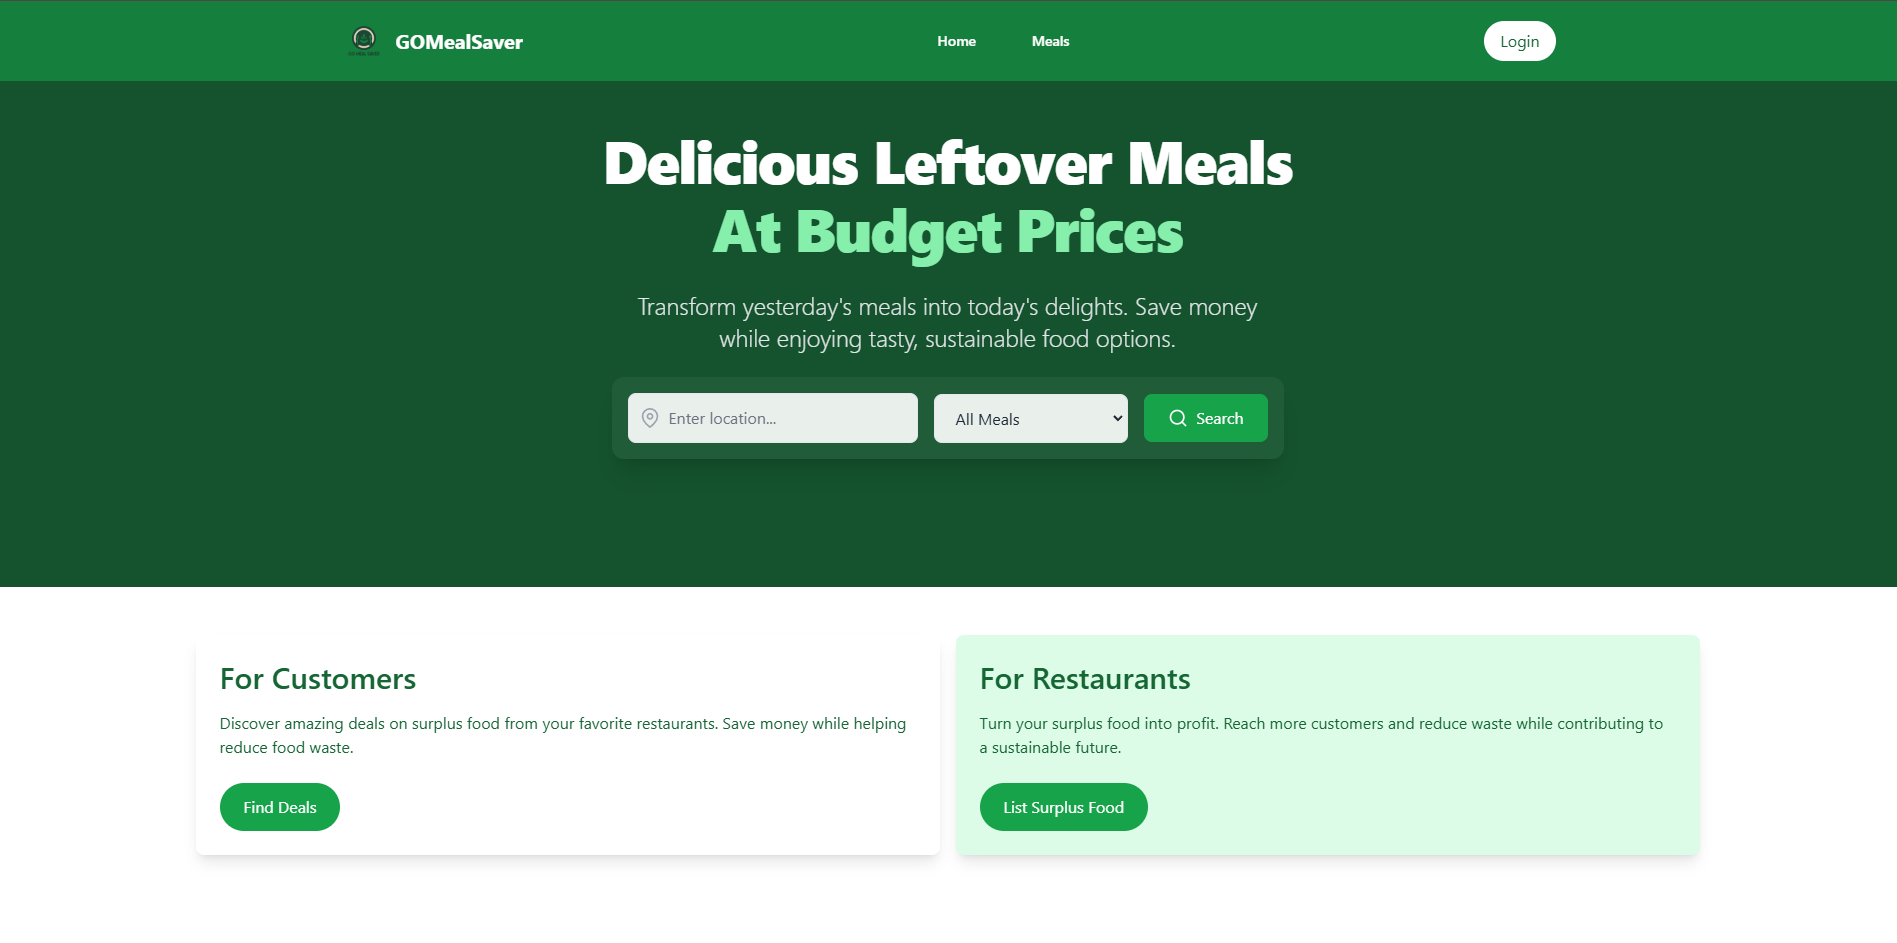 GOMealSaver
Home
Meals
Login
Delicious Leftover Meals
At Budget Prices
Transform yesterday's meals into today's delights. Save money
while enjoying tasty, sustainable food options.
Enter location...
All Meals
Search
For Customers
Discover amazing deals on surplus food from your favorite restaurants. Save money while helping
reduce food waste.
Find Deals
For Restaurants
Turn your surplus food into profit. Reach more customers and reduce waste while contributing to
a sustainable future.
List Surplus Food